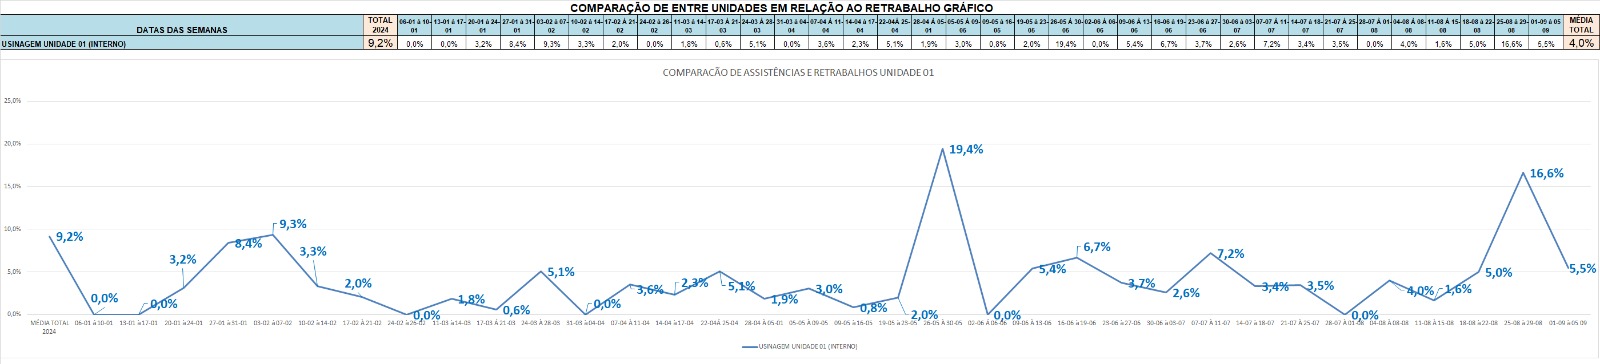 COMPARAÇÃO DE ENTRE UNIDADES EM RELAÇÃO AO RETRABALHO GRÁFICO
DATAS DAS SEMANAS TOTAL 2024 06-01 à 10-01 13-01 à 17-01 20-01 à 24-01 27-01 à 31-01 03-02 à 07-02 10-02 à 14-02 17-02 À 21-02 24-02 à 26-02 11-03 à 14-03 17-03 À 21-03 24-03 À 28-03 31-03 à 04-04 07-04 À 11-04 14-04 À 17-04 22-04À 25-04 28-04 À 05-05 05-05 À 09-05 09-05 À 16-05 19-05 À 23-05 26-05 À 30-05 02-06 À 06-06 09-06 À 13-06 16-06 À 19-06 23-06 à 27-06 30-06 à 03-07 07-07 À 11-07 14-07 À 18-07 21-07 À 25-07 28-07 À 01-08 04-08 À 08-08 11-08 À 15-08 18-08 à 22-08 25-08 à 29-08 01-09 à 05-09 MÉDIA TOTAL
USINAGEM UNIDADE 01 (INTERNO) 9,2% 0,0% 0,0% 3,2% 8,4% 9,3% 3,3% 2,0% 0,0% 1,8% 0,6% 5,1% 0,0% 3,6% 2,3% 5,1% 1,9% 3,0% 0,8% 2,0% 19,4% 0,0% 5,4% 6,7% 3,7% 2,6% 7,2% 3,4% 3,5% 0,0% 4,0% 1,6% 5,0% 16,6% 5,5% 4,0%
COMPARACÃO DE ASSISTÊNCIAS E RETRABALHOS UNIDADE 01
25,0%
20,0%
15,0%
10,0%
5,0%
0,0%
9,2% 0,0% 0,0% 3,2% 8,4% 9,3% 3,3% 2,0% 0,0% 1,8% 0,6% 5,1% 0,0% 3,6% 2,3% 5,1% 1,9% 3,0% 0,8% 2,0% 19,4% 0,0% 5,4% 6,7% 3,7% 2,6% 7,2% 3,4% 3,5% 0,0% 4,0% 1,6% 5,0% 16,6% 5,5%
MÉDIA TOTAL 2024 06-01 à 10-01 13-01 à 17-01 20-01 à 24-01 27-01 à 31-01 03-02 à 07-02 10-02 à 14-02 17-02 À 21-02 24-02 à 26-02 11-03 à 14-03 17-03 À 21-03 24-03 À 28-03 31-03 à 04-04 07-04 À 11-04 14-04 À 17-04 22-04À 25-04 28-04 À 05-05 05-05 À 09-05 09-05 À 16-05 19-05 À 23-05 26-05 À 30-05 02-06 À 06-06 09-05 À 13-06 16-06 À 19-06 23-06 à 27-06 30-06 à 03-07 07-07 À 11-07 14-07 À 18-07 21-07 À 25-07 28-07 À 01-08 04-08 À 08-08 11-08 À 15-08 18-08 à 22-08 25-08 à 29-08 01-09 à 05.09
USINAGEM UNIDADE 01 (INTERNO)